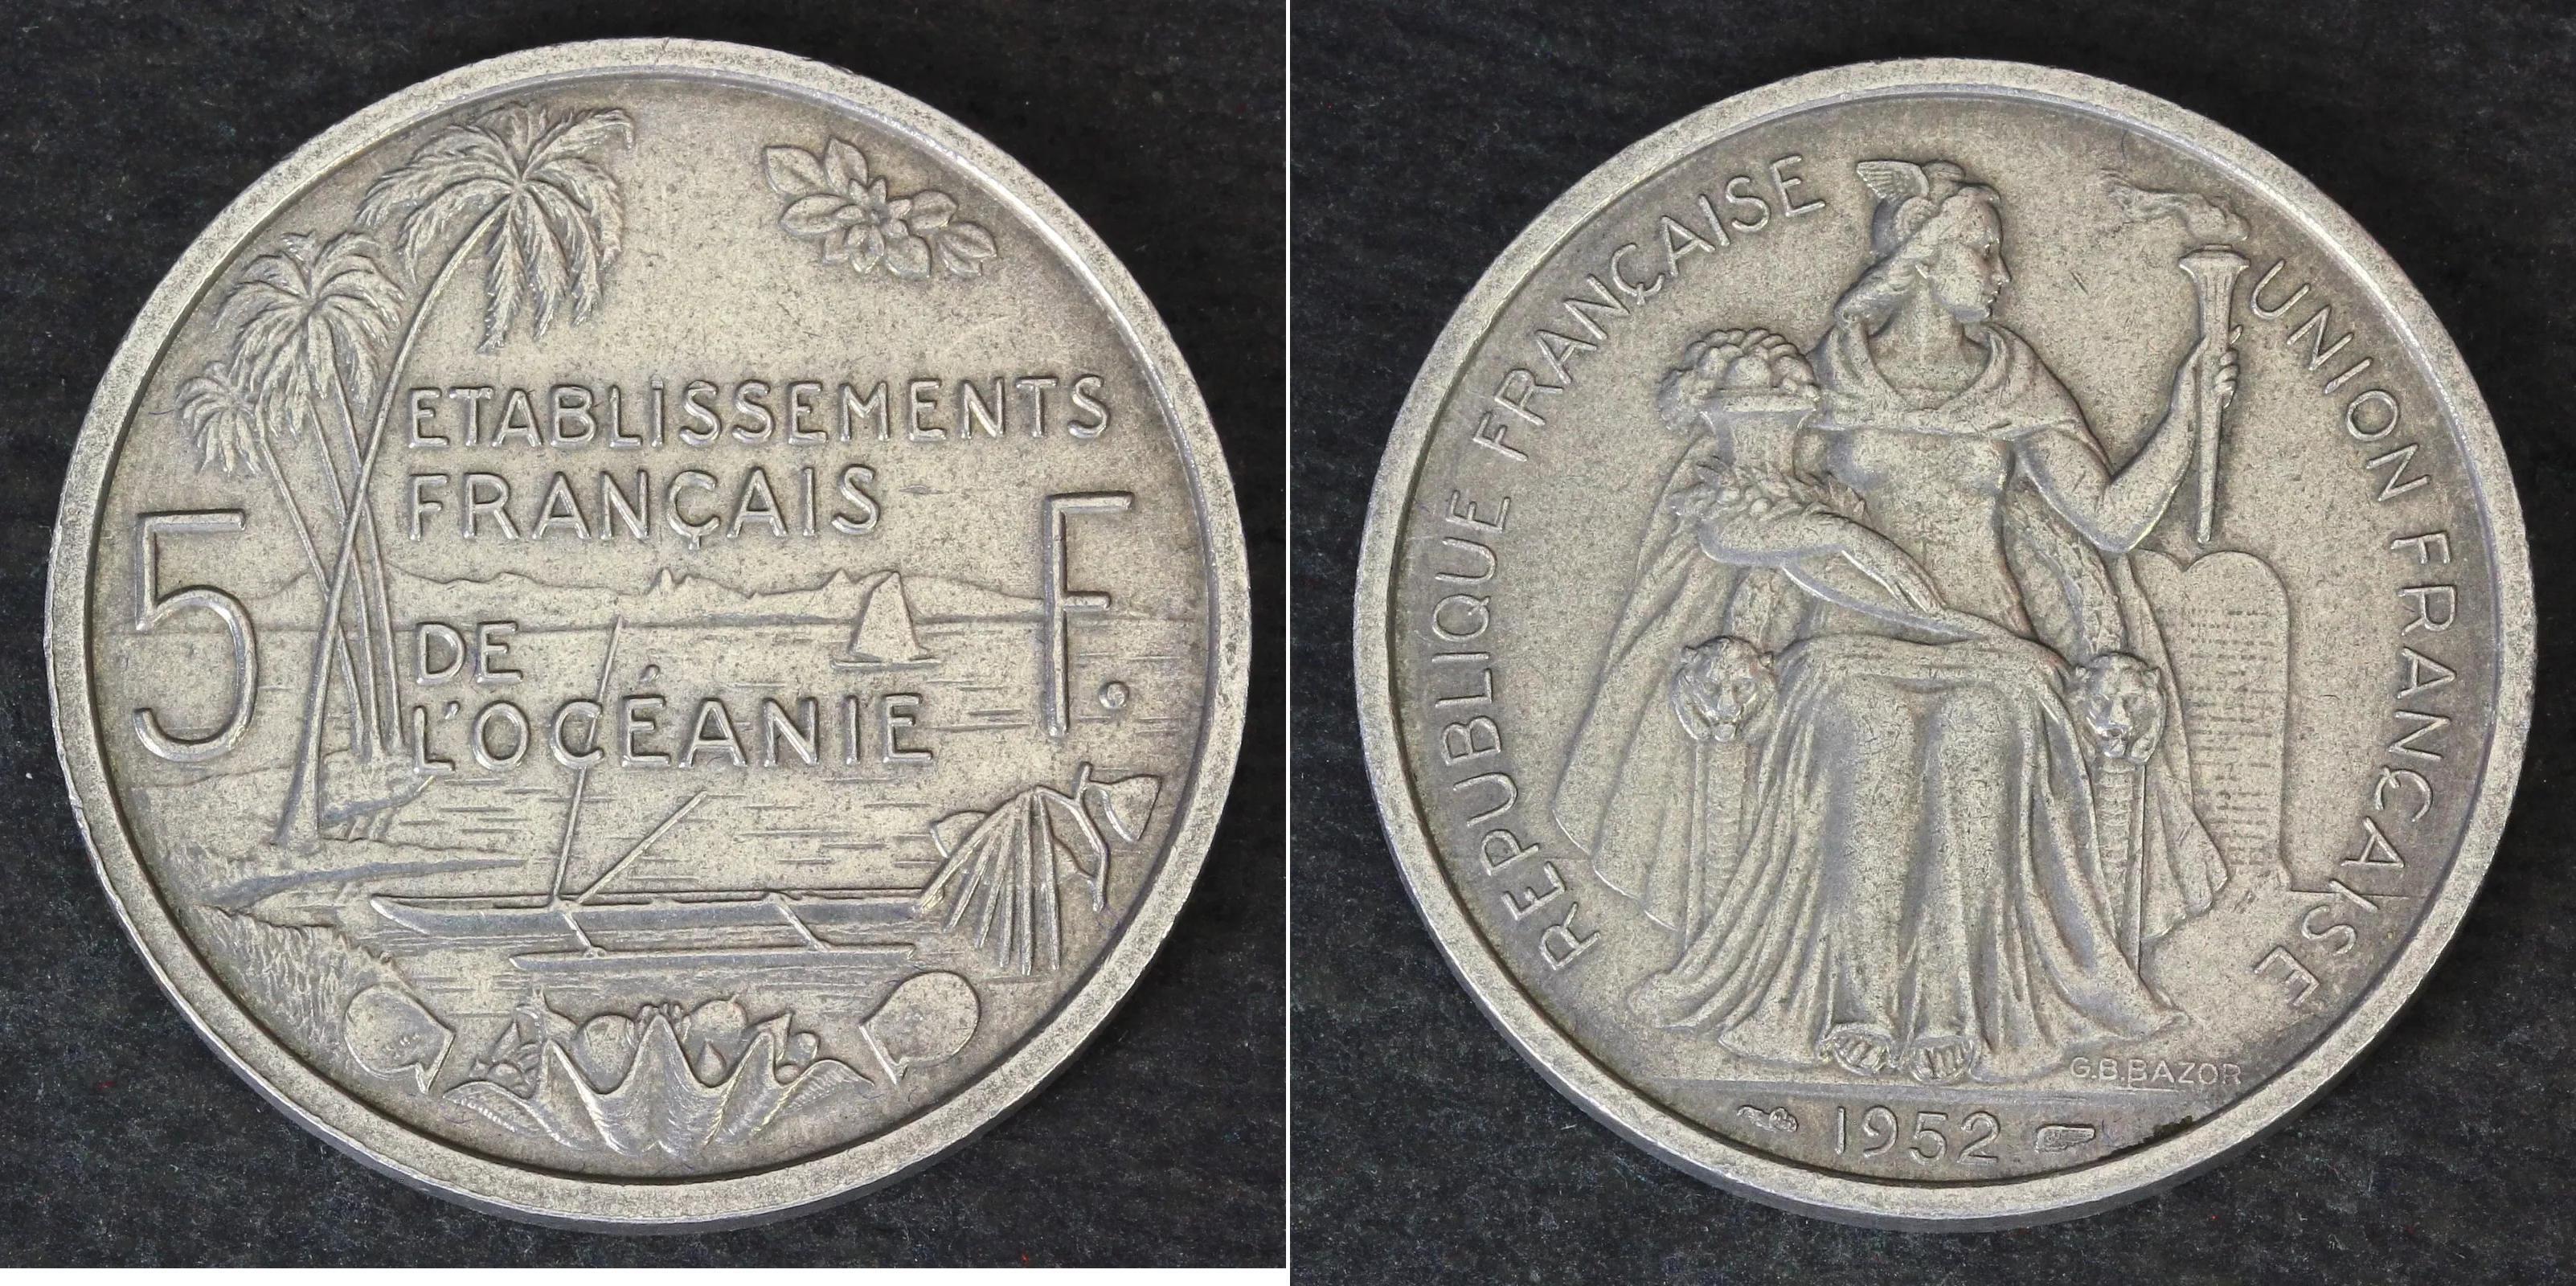 ETABLISSEMENTS
FRANÇAIS
5 F.
DE
L'OCÉANIE
REPUBLIQUE FRANÇAISE
UNION FRANÇAISE
G.B.BAZOR
1952